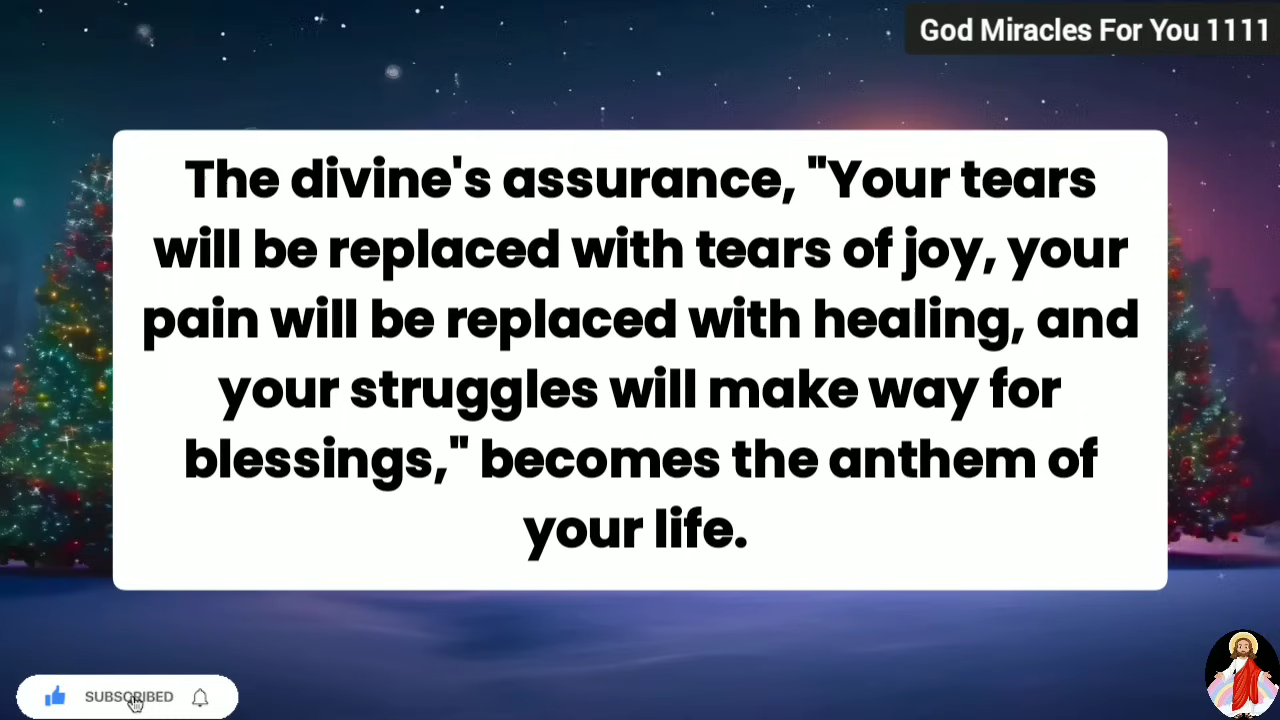 God Miracles For You 1111
The divine's assurance, "Your tears
will be replaced with tears of joy, your
pain will be replaced with healing, and
your struggles will make way for
blessings," becomes the anthem of
your life.
SUBSCRIBED